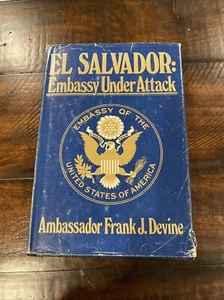 EL SALVADOR:
Embassy Under Attack
EMBASSY OF THE
UNITED STATES OF AMERICA
Ambassador Frank J. Devine